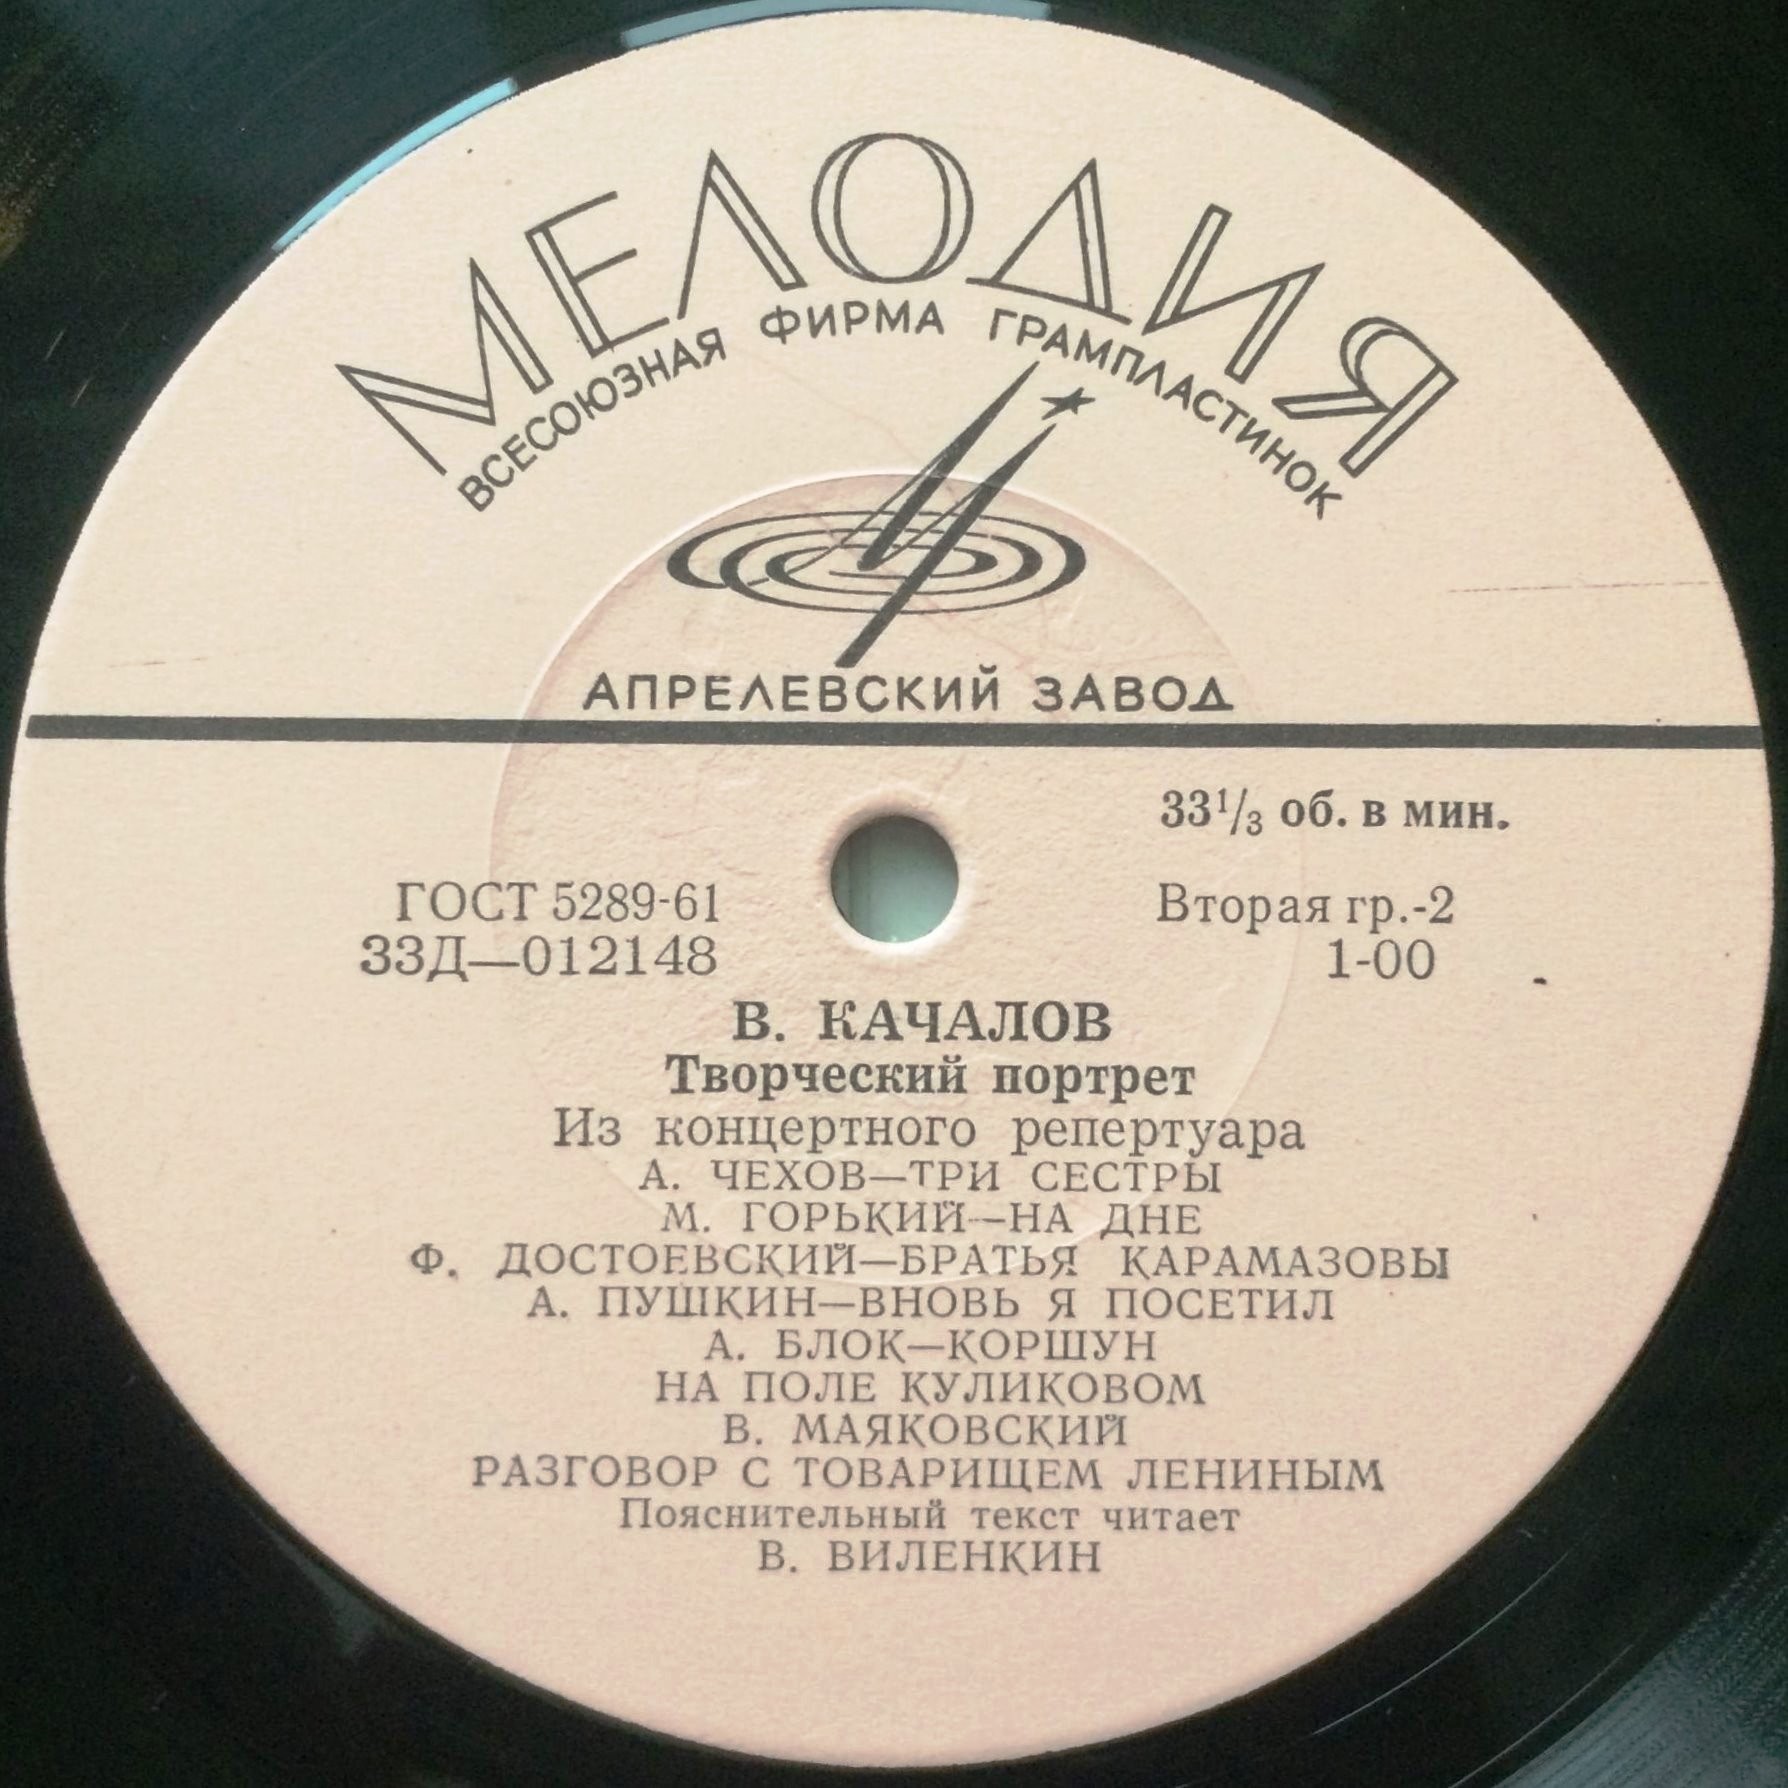 МЕЛОДИЯ
ВСЕСОЮЗНАЯ ФИРМА ГРАМПЛАСТИНОК
АПРЕЛЕВСКИЙ ЗАВОД
33¹/₃ об. в мин.
ГОСТ 5289-61 Вторая гр.-2
33Д—012148 1-00
В. КАЧАЛОВ
Творческий портрет
Из концертного репертуара
А. ЧЕХОВ—ТРИ СЕСТРЫ
М. ГОРЬКИЙ—НА ДНЕ
Ф. ДОСТОЕВСКИЙ—БРАТЬЯ КАРАМАЗОВЫ
А. ПУШКИН—ВНОВЬ Я ПОСЕТИЛ
А. БЛОК—КОРШУН
НА ПОЛЕ КУЛИКОВОМ
В. МАЯКОВСКИЙ
РАЗГОВОР С ТОВАРИЩЕМ ЛЕНИНЫМ
Пояснительный текст читает
В. ВИЛЕНКИН